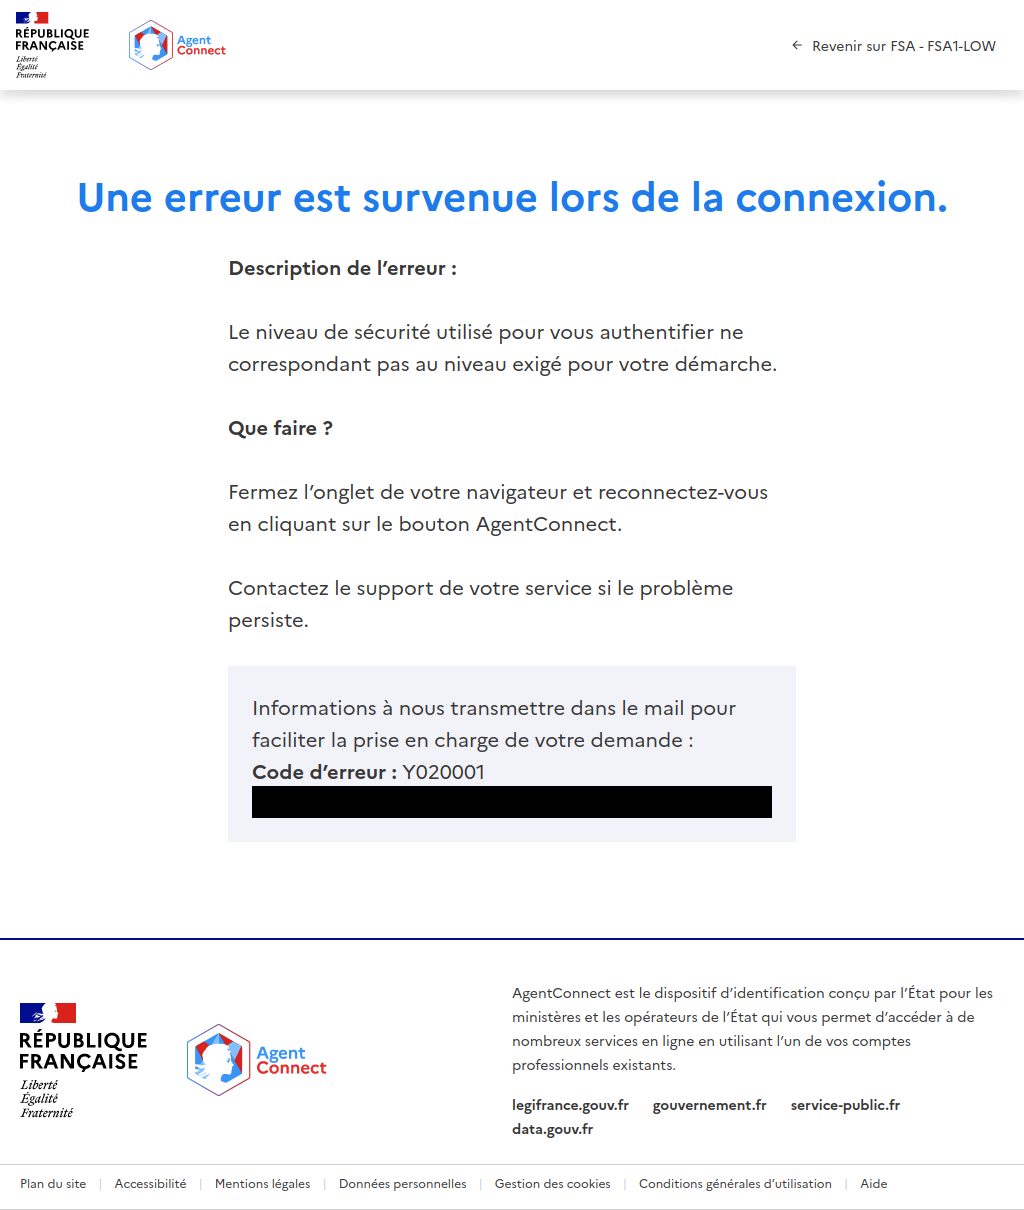 RÉPUBLIQUE
FRANÇAISE
Liberté
Égalité
Fraternité
Agent
Connect
← Revenir sur FSA - FSA1-LOW
Une erreur est survenue lors de la connexion.
Description de l’erreur :
Le niveau de sécurité utilisé pour vous authentifier ne
correspondant pas au niveau exigé pour votre démarche.
Que faire ?
Fermez l’onglet de votre navigateur et reconnectez-vous
en cliquant sur le bouton AgentConnect.
Contactez le support de votre service si le problème
persiste.
Informations à nous transmettre dans le mail pour
faciliter la prise en charge de votre demande :
Code d’erreur : Y020001
RÉPUBLIQUE
FRANÇAISE
Liberté
Égalité
Fraternité
Agent
Connect
AgentConnect est le dispositif d’identification conçu par l’État pour les
ministères et les opérateurs de l’État qui vous permet d’accéder à de
nombreux services en ligne en utilisant l’un de vos comptes
professionnels existants.
legifrance.gouv.fr gouvernement.fr service-public.fr
data.gouv.fr
Plan du site | Accessibilité | Mentions légales | Données personnelles | Gestion des cookies | Conditions générales d’utilisation | Aide